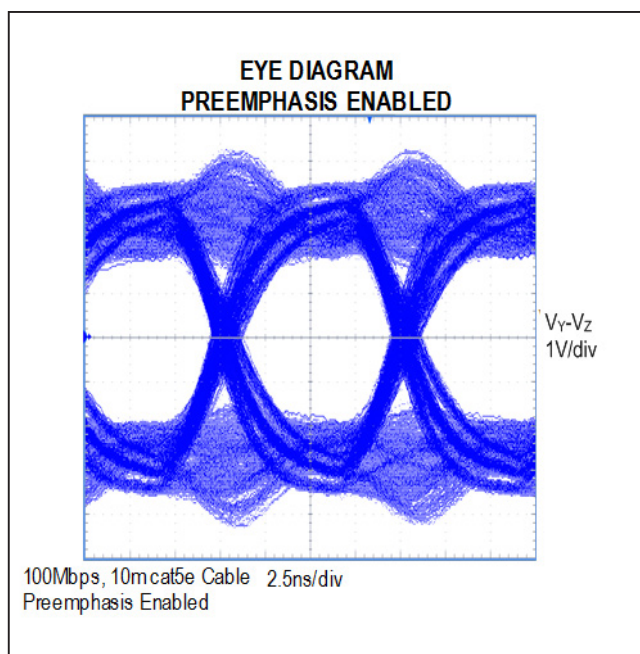 EYE DIAGRAM
PREEMPHASIS ENABLED
VY-VZ
1V/div
100Mbps, 10m cat5e Cable 2.5ns/div
Preemphasis Enabled